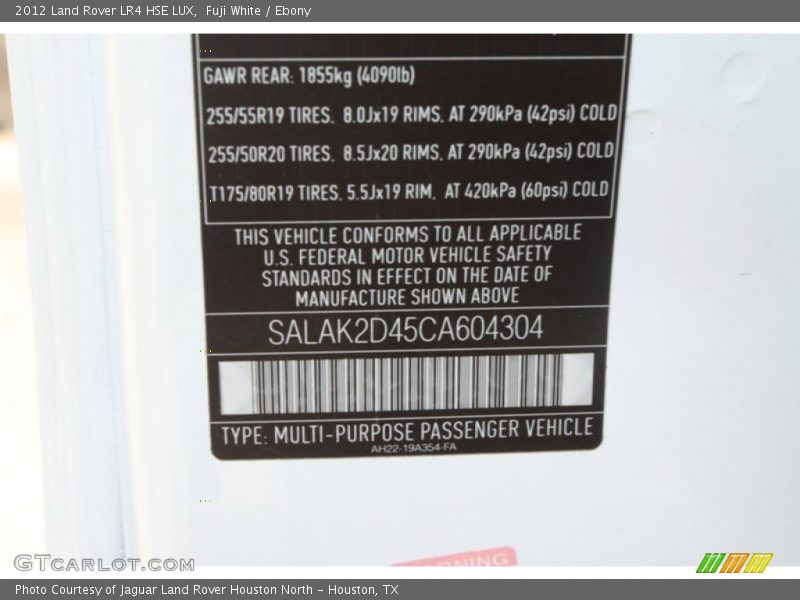 2012 Land Rover LR4 HSE LUX,  Fuji White / Ebony
GAWR REAR: 1855kg (4090lb)
255/55R19 TIRES. 8.0Jx19 RIMS. AT 290kPa (42psi) COLD
255/50R20 TIRES. 8.5Jx20 RIMS. AT 290kPa (42psi) COLD
T175/80R19 TIRES. 5.5Jx19 RIM. AT 420kPa (60psi) COLD
THIS VEHICLE CONFORMS TO ALL APPLICABLE
U.S. FEDERAL MOTOR VEHICLE SAFETY
STANDARDS IN EFFECT ON THE DATE OF
MANUFACTURE SHOWN ABOVE
SALAK2D45CA604304
TYPE: MULTI-PURPOSE PASSENGER VEHICLE
AH22-19A354-FA
GTcarlot.com
Photo Courtesy of Jaguar Land Rover Houston North – Houston, TX